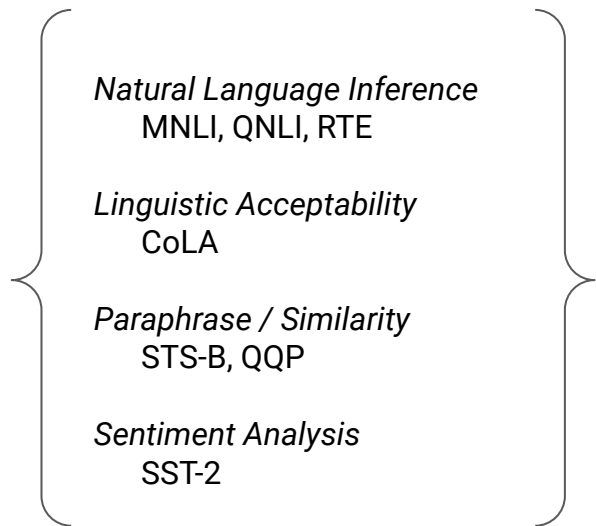 Natural Language Inference
MNLI, QNLI, RTE
Linguistic Acceptability
CoLA
Paraphrase / Similarity
STS-B, QQP
Sentiment Analysis
SST-2